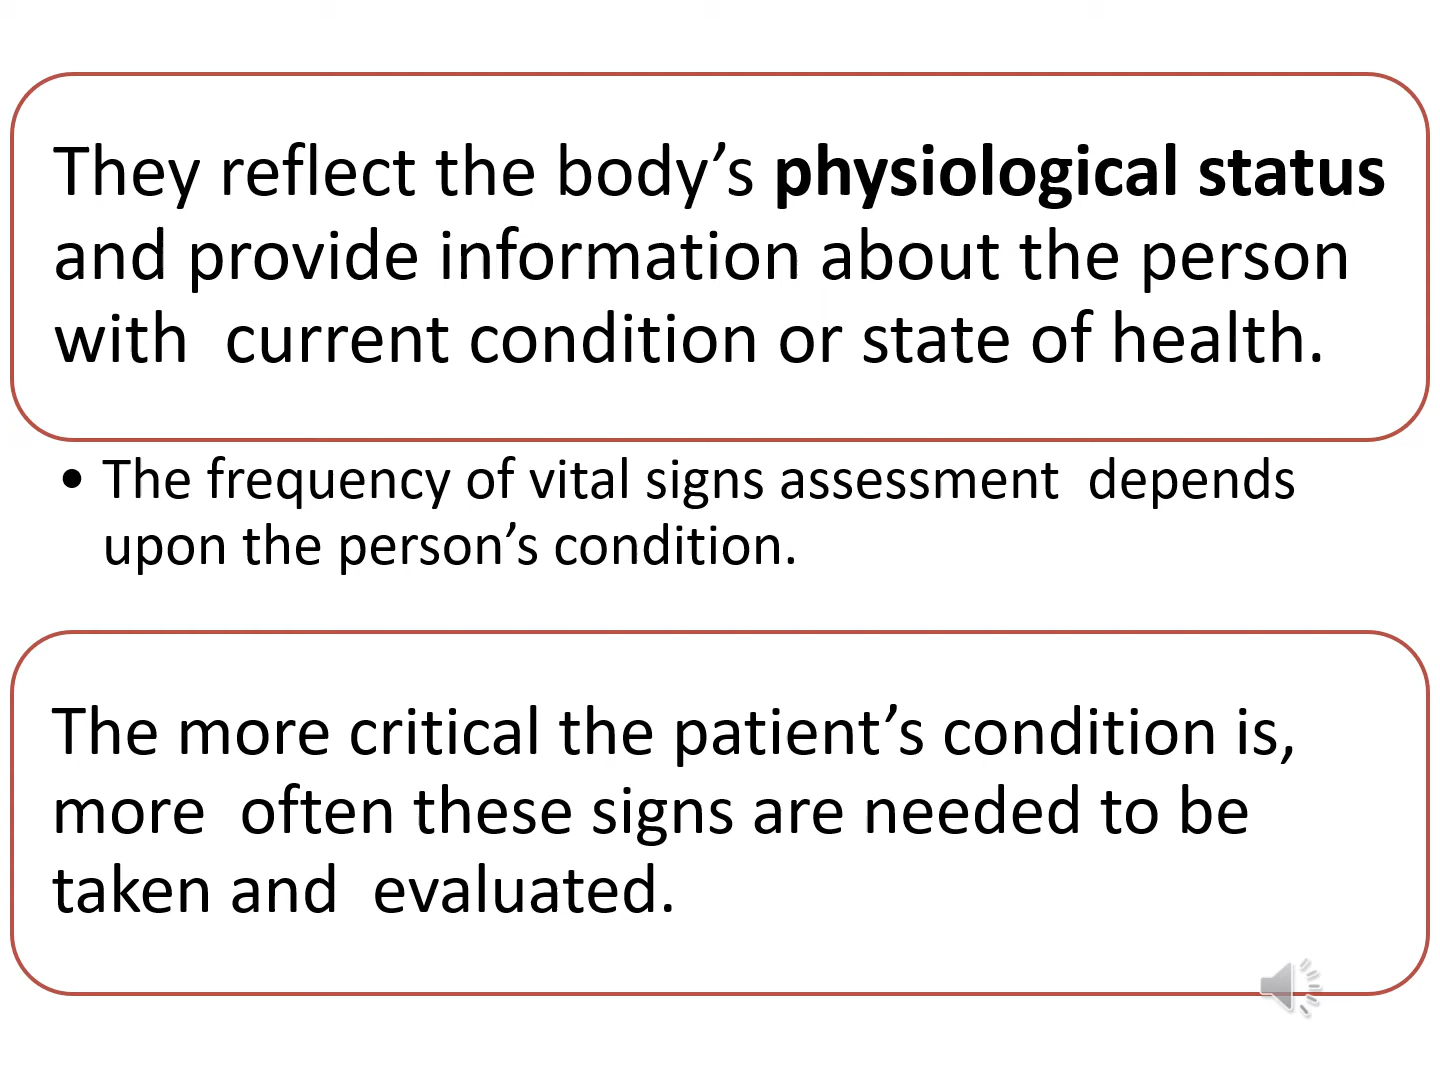 They reflect the body’s physiological status
and provide information about the person
with  current condition or state of health.
• The frequency of vital signs assessment  depends
upon the person’s condition.
The more critical the patient’s condition is,
more  often these signs are needed to be
taken and  evaluated.